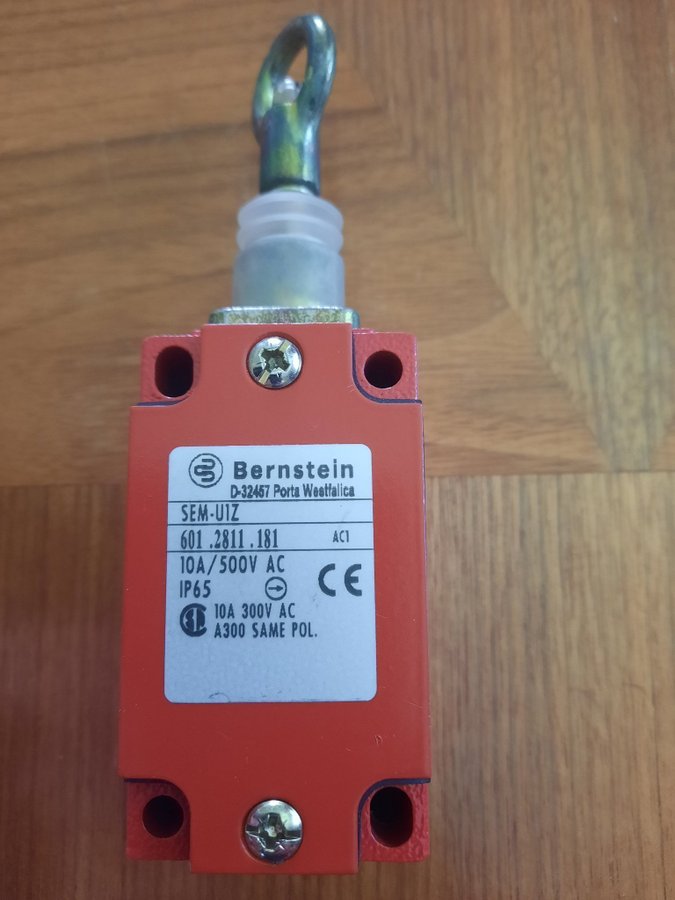 Bernstein
D-32457 Porta Westfalica
SEM-U1Z
601.2811.181 AC1
10A/500V AC
IP65 CE
10A 300V AC
A300 SAME POL.